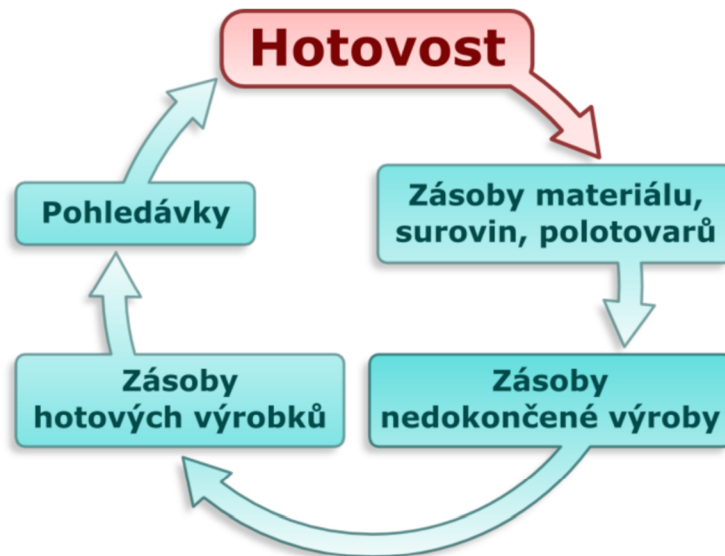 Hotovost
Zásoby materiálu,
surovin, polotovarů
Zásoby
nedokončené výroby
Zásoby
hotových výrobků
Pohledávky